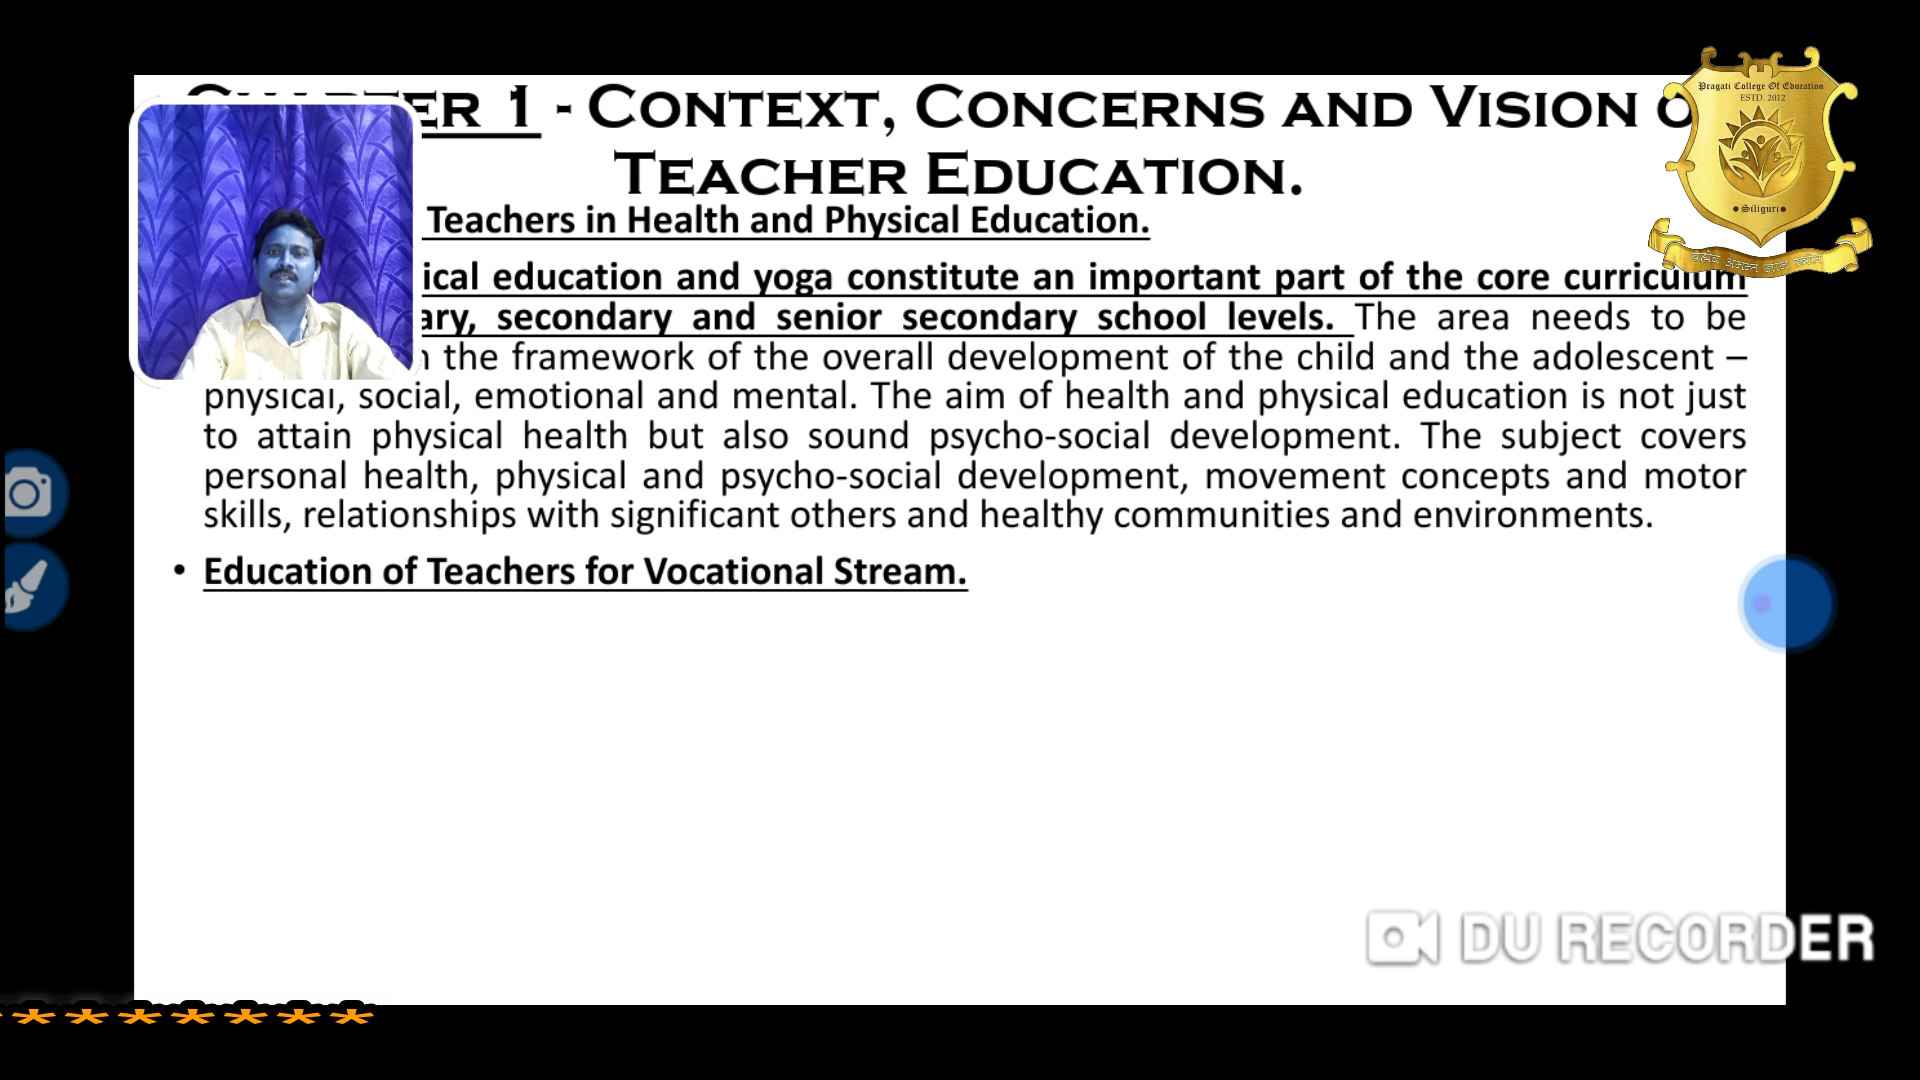 1 - Context, Concerns and Vision
Teacher Education.
Teachers in Health and Physical Education.
education and yoga constitute an important part of the core curriculum
secondary and senior secondary school levels. The area needs to be
the framework of the overall development of the child and the adolescent –
physical, social, emotional and mental. The aim of health and physical education is not just
to attain physical health but also sound psycho-social development. The subject covers
personal health, physical and psycho-social development, movement concepts and motor
skills, relationships with significant others and healthy communities and environments.
• Education of Teachers for Vocational Stream.
Pragati College Of Education
ESTD. 2012
•Siliguri•
DU RECORDER